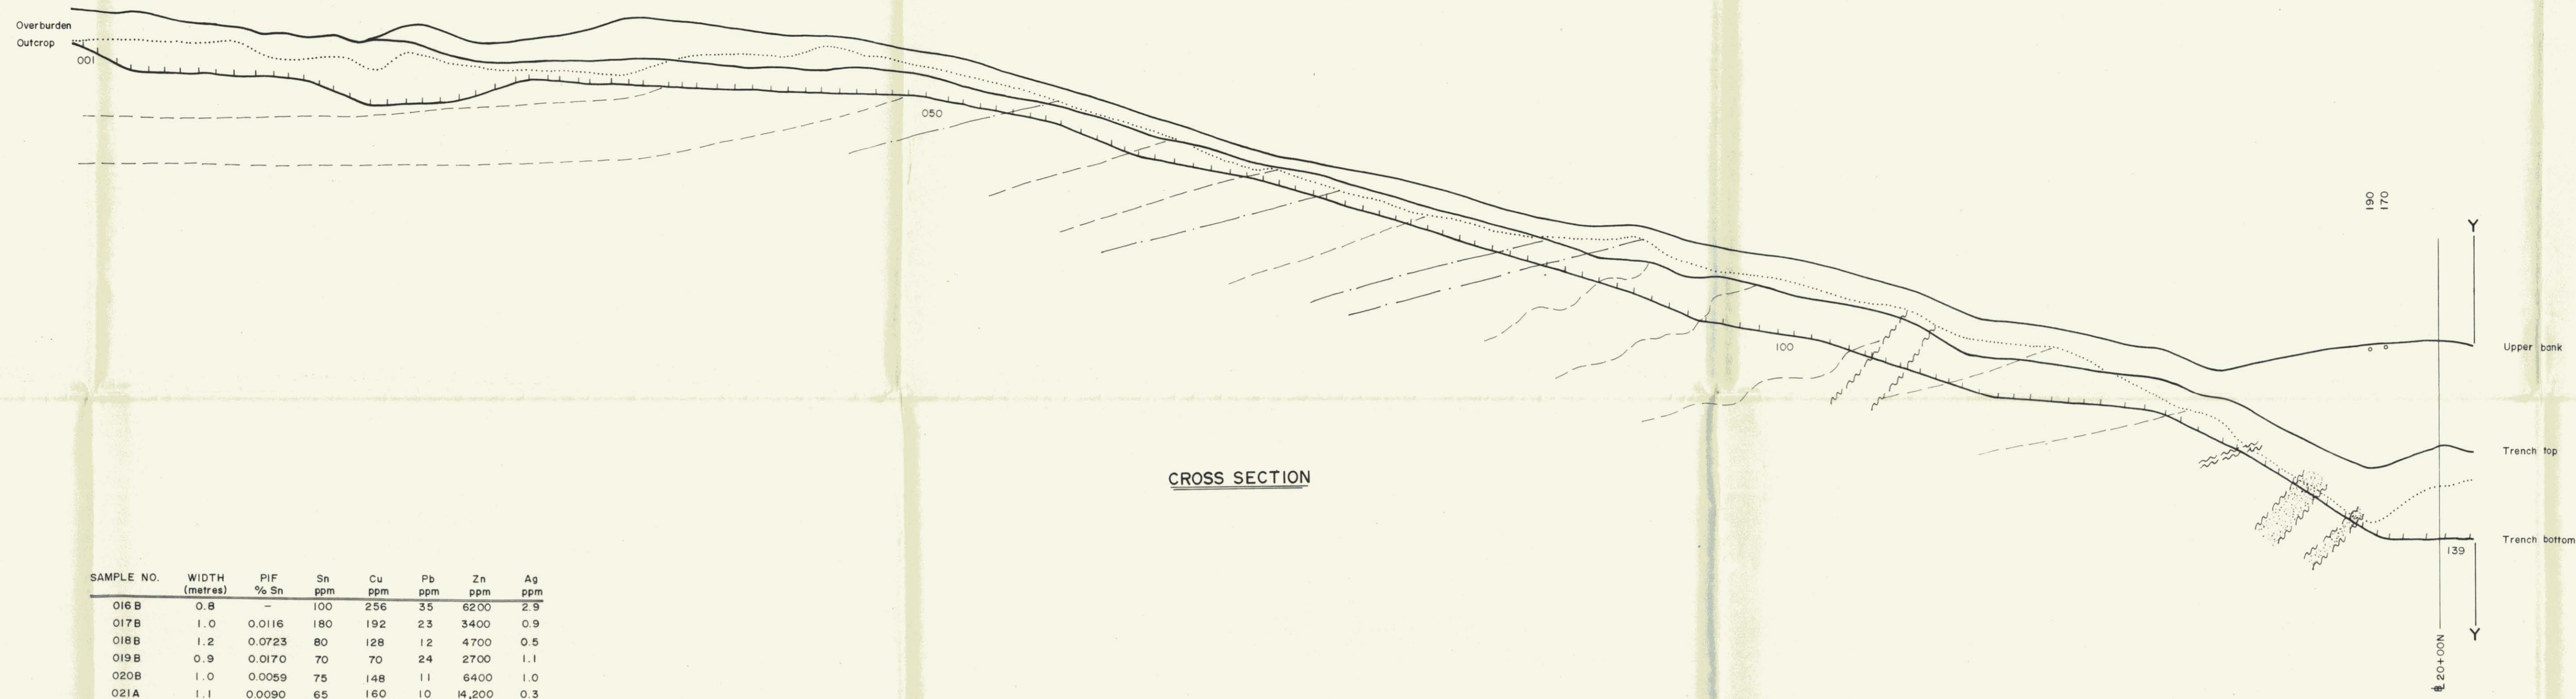 Overburden
Outcrop
001
050
190
170
Y
100
Upper bank
Trench top
CROSS SECTION
Trench bottom
139
SAMPLE NO. WIDTH (metres) PIF % Sn Sn ppm Cu ppm Pb ppm Zn ppm Ag ppm
016 B 0.8 – 100 256 35 6200 2.9
017 B 1.0 0.0116 180 192 23 3400 0.9
018 B 1.2 0.0723 80 128 12 4700 0.5
019 B 0.9 0.0170 70 70 24 2700 1.1
020B 1.0 0.0059 75 148 11 6400 1.0
021A 1.1 0.0090 65 160 10 14,200 0.3
Y
L 20+00N